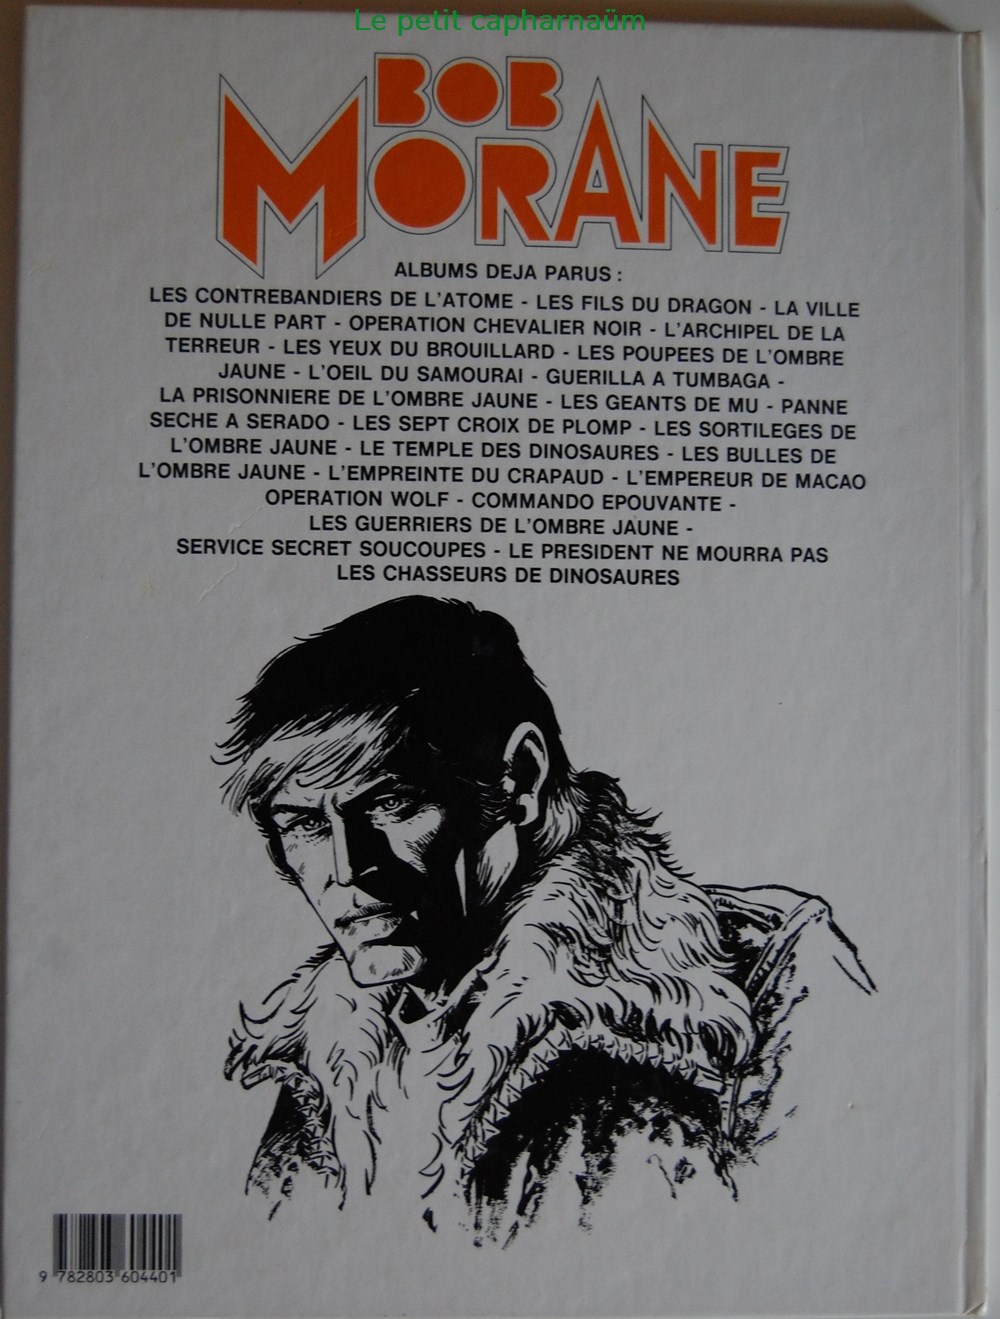 Le petit capharnaüm
BOB
MORANE
ALBUMS DEJA PARUS :
LES CONTREBANDIERS DE L'ATOME - LES FILS DU DRAGON - LA VILLE
DE NULLE PART - OPERATION CHEVALIER NOIR - L'ARCHIPEL DE LA
TERREUR - LES YEUX DU BROUILLARD - LES POUPEES DE L'OMBRE
JAUNE - L'OEIL DU SAMOURAI - GUERILLA A TUMBAGA -
LA PRISONNIERE DE L'OMBRE JAUNE - LES GEANTS DE MU - PANNE
SECHE A SERADO - LES SEPT CROIX DE PLOMP - LES SORTILEGES DE
L'OMBRE JAUNE - LE TEMPLE DES DINOSAURES - LES BULLES DE
L'OMBRE JAUNE - L'EMPREINTE DU CRAPAUD - L'EMPEREUR DE MACAO
OPERATION WOLF - COMMANDO EPOUVANTE -
LES GUERRIERS DE L'OMBRE JAUNE -
SERVICE SECRET SOUCOUPES - LE PRESIDENT NE MOURRA PAS
LES CHASSEURS DE DINOSAURES
9 782803 604401